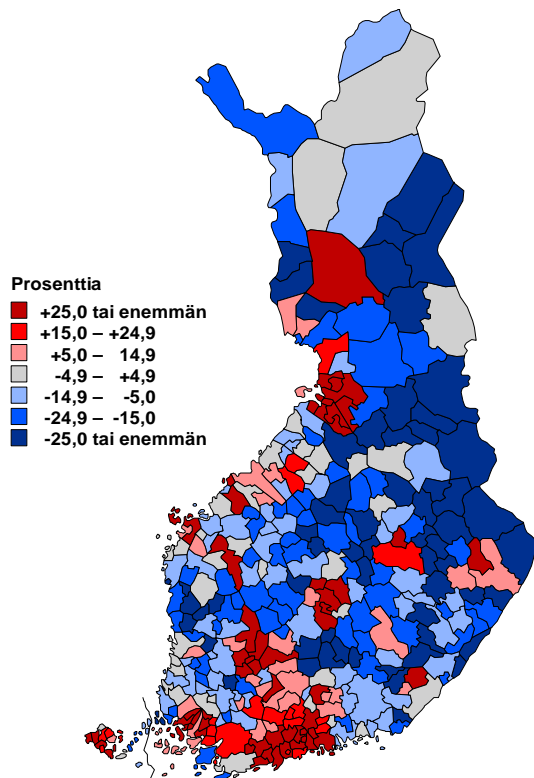 Prosenttia
+25,0 tai enemmän
+15,0 – +24,9
+5,0 – 14,9
-4,9 – +4,9
-14,9 – -5,0
-24,9 – -15,0
-25,0 tai enemmän